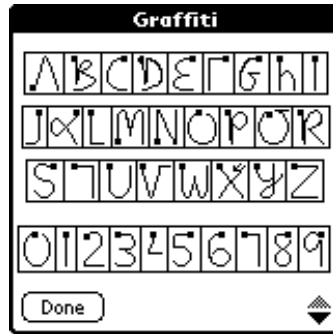 Graffiti
A B C D E F G h I
J K L M N O P Q R
S T U V W X Y Z
0 1 2 3 4 5 6 7 8 9
Done